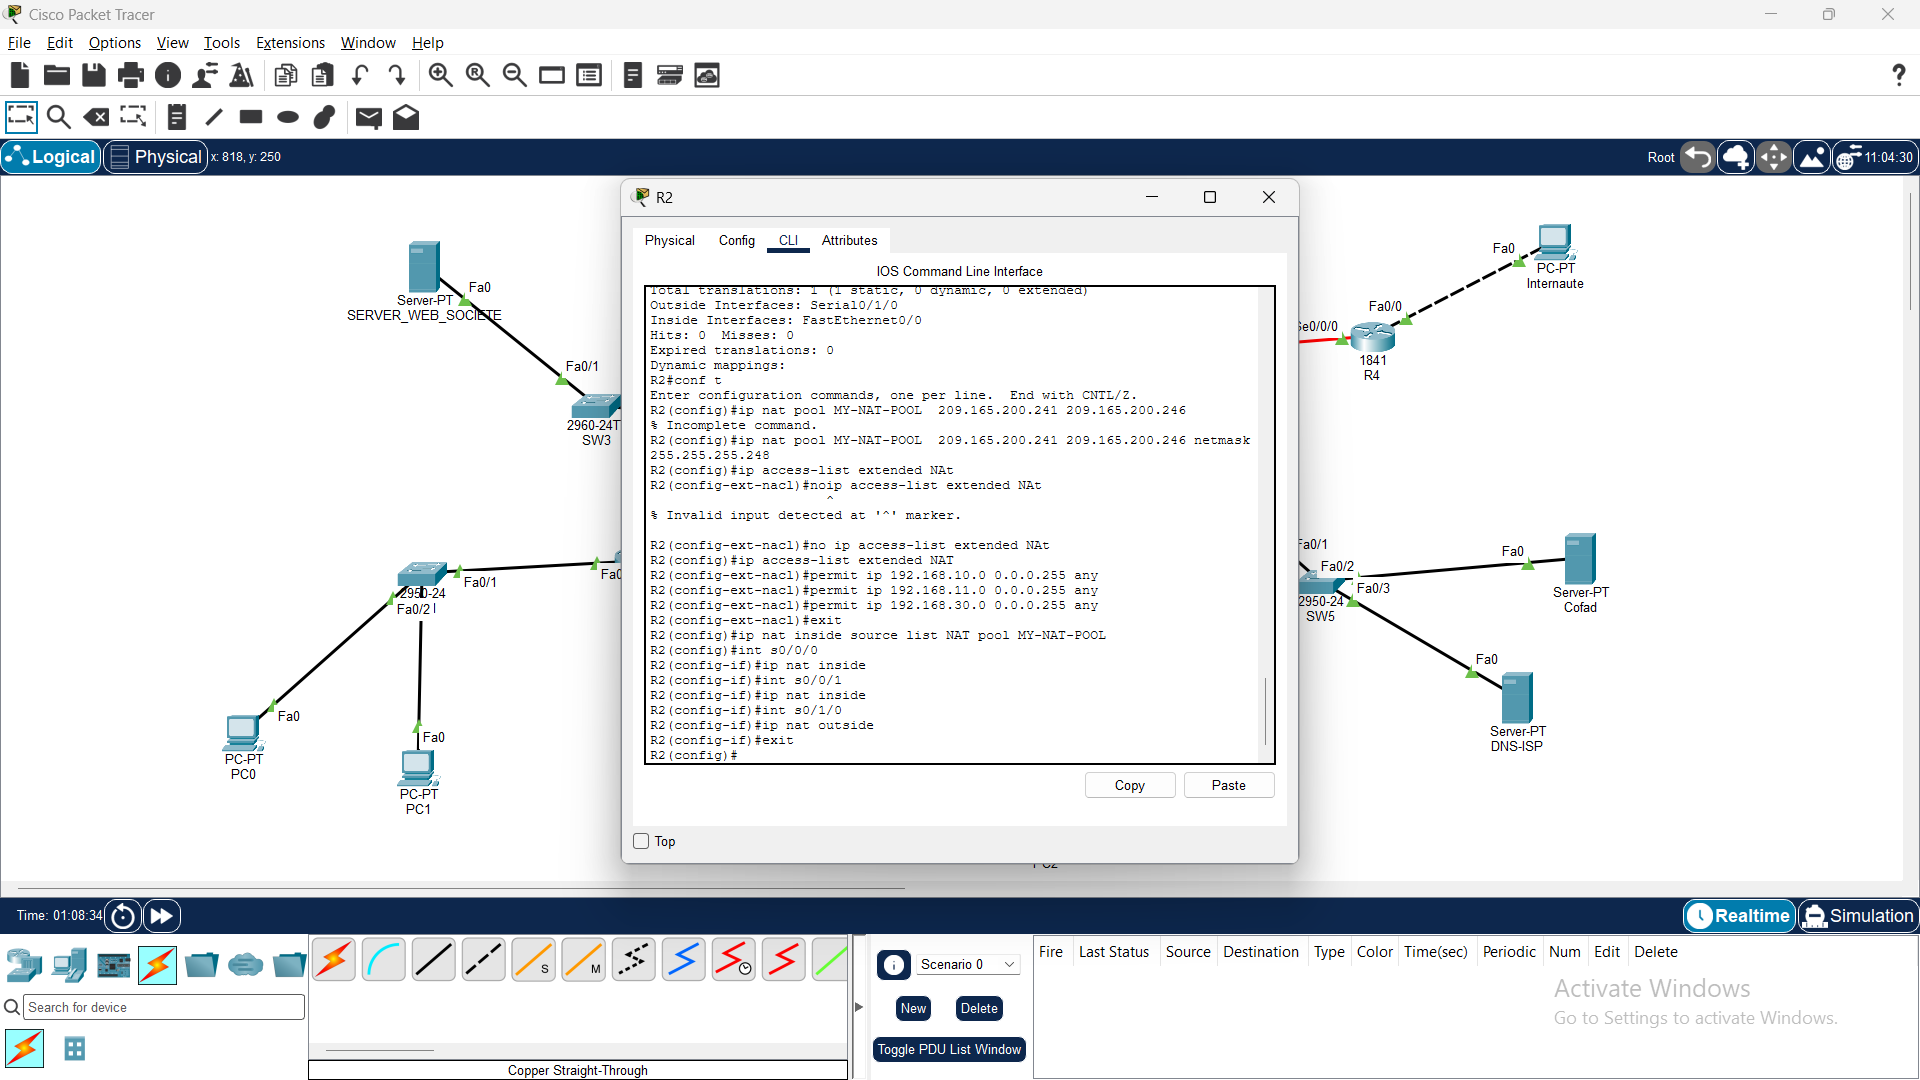 Cisco Packet Tracer
File Edit Options View Tools Extensions Window Help
Logical Physical x: 818, y: 250 Root 11:04:30
R2
Physical Config CLI Attributes
IOS Command Line Interface
Total translations: 1 (1 static, 0 dynamic, 0 extended)
Outside Interfaces: Serial0/1/0
Inside Interfaces: FastEthernet0/0
Hits: 0 Misses: 0
Expired translations: 0
Dynamic mappings:
R2#conf t
Enter configuration commands, one per line. End with CNTL/Z.
R2(config)#ip nat pool MY-NAT-POOL 209.165.200.241 209.165.200.246
% Incomplete command.
R2(config)#ip nat pool MY-NAT-POOL 209.165.200.241 209.165.200.246 netmask
255.255.255.248
R2(config)#ip access-list extended NAt
R2(config-ext-nacl)#noip access-list extended NAt
^
% Invalid input detected at '^' marker.
R2(config-ext-nacl)#no ip access-list extended NAt
R2(config)#ip access-list extended NAT
R2(config-ext-nacl)#permit ip 192.168.10.0 0.0.0.255 any
R2(config-ext-nacl)#permit ip 192.168.11.0 0.0.0.255 any
R2(config-ext-nacl)#permit ip 192.168.30.0 0.0.0.255 any
R2(config-ext-nacl)#exit
R2(config)#ip nat inside source list NAT pool MY-NAT-POOL
R2(config)#int s0/0/0
R2(config-if)#ip nat inside
R2(config-if)#int s0/0/1
R2(config-if)#ip nat inside
R2(config-if)#int s0/1/0
R2(config-if)#ip nat outside
R2(config-if)#exit
R2(config)#
Copy Paste
Top
Fa0
Server-PT
SERVER_WEB_SOCIETE
Fa0/1
2960-24T
SW3
Fa0/1
Fa0
2950-24
Fa0/2
Fa0
PC-PT
PC0
Fa0
PC-PT
PC1
Fa0
PC-PT
Internaute
Fa0/0
Se0/0/0
1841
R4
Fa0/1
Fa0/2
Fa0/3
2950-24
SW5
Fa0
Server-PT
Cofad
Fa0
Server-PT
DNS-ISP
PC2
Time: 01:08:34 Realtime Simulation
S
M
Search for device
Copper Straight-Through
Scenario 0
New Delete
Toggle PDU List Window
Fire Last Status Source Destination Type Color Time(sec) Periodic Num Edit Delete
Activate Windows
Go to Settings to activate Windows.